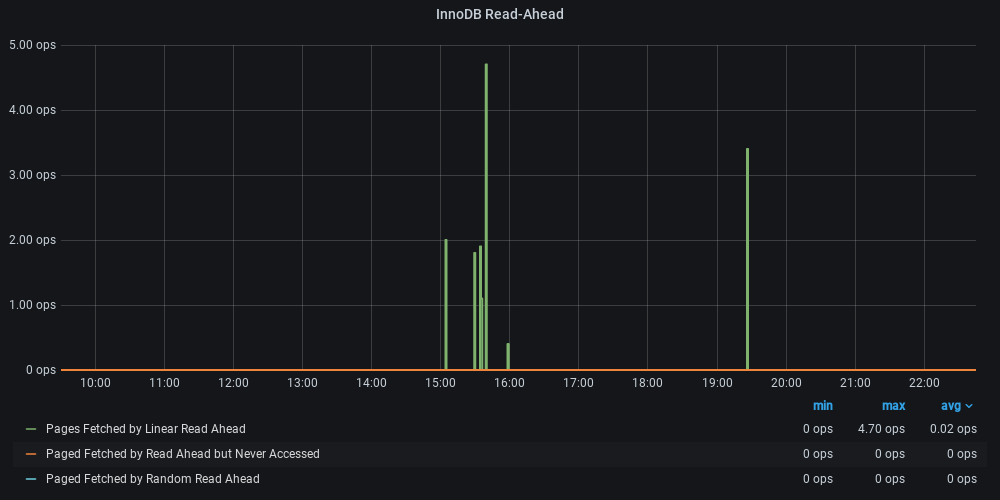 InnoDB Read-Ahead
5.00 ops
4.00 ops
3.00 ops
2.00 ops
1.00 ops
0 ops
10:00 11:00 12:00 13:00 14:00 15:00 16:00 17:00 18:00 19:00 20:00 21:00 22:00
min max avg
Pages Fetched by Linear Read Ahead 0 ops 4.70 ops 0.02 ops
Paged Fetched by Read Ahead but Never Accessed 0 ops 0 ops 0 ops
Paged Fetched by Random Read Ahead 0 ops 0 ops 0 ops